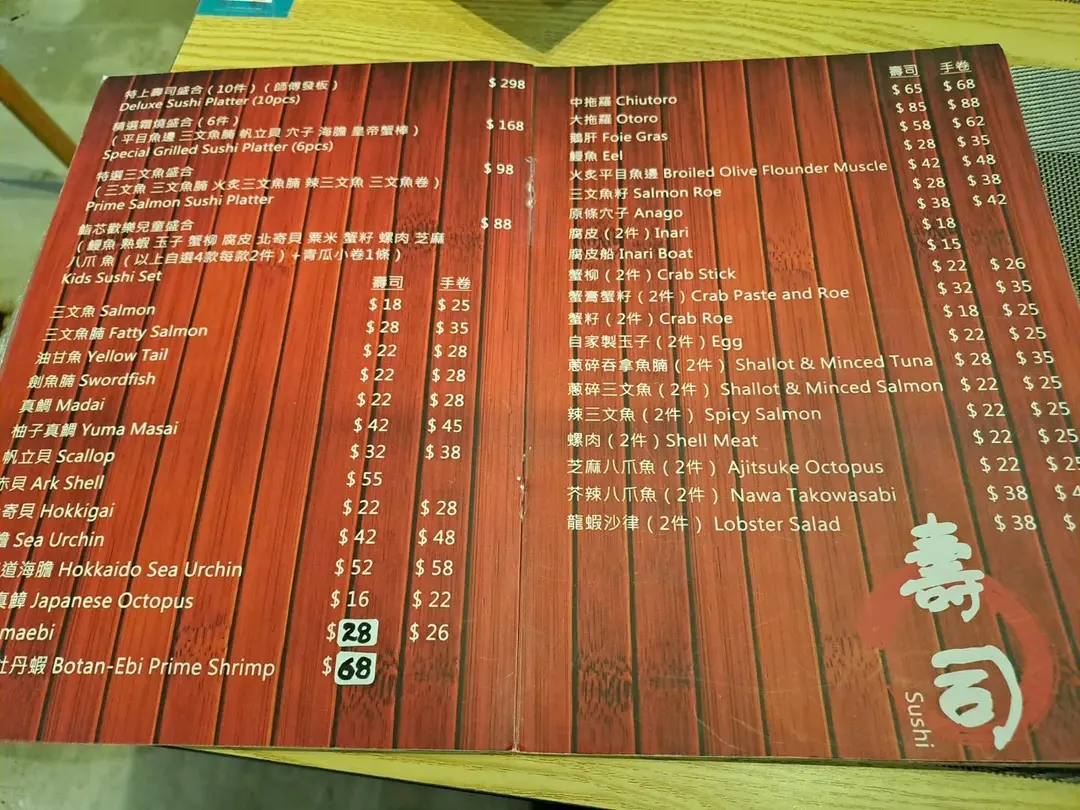 特上壽司盛合（10件）（師傅發板） $ 298
Deluxe Sushi Platter (10pcs)
精選霜燒盛合（6件） $ 168
（平目魚邊 三文魚腩 帆立貝 穴子 海膽 皇帝蟹棒）
Special Grilled Sushi Platter (6pcs)
特選三文魚盛合 $ 98
（三文魚 三文魚腩 火炙三文魚腩 辣三文魚 三文魚卷）
Prime Salmon Sushi Platter
鮨芯歡樂兒童盛合 $ 88
（鰻魚 熟蝦 玉子 蟹柳 腐皮 北寄貝 粟米 蟹籽 螺肉 芝麻
八爪魚（以上自選4款每款2件）+青瓜小卷1條）
Kids Sushi Set
壽司 手卷
三文魚 Salmon $ 18 $ 25
三文魚腩 Fatty Salmon $ 28 $ 35
油甘魚 Yellow Tail $ 22 $ 28
劍魚腩 Swordfish $ 22 $ 28
真鯛 Madai $ 22 $ 28
柚子真鯛 Yuma Masai $ 42 $ 45
帆立貝 Scallop $ 32 $ 38
赤貝 Ark Shell $ 55
寄貝 Hokkigai $ 22 $ 28
膽 Sea Urchin $ 42 $ 48
道海膽 Hokkaido Sea Urchin $ 52 $ 58
真鱆 Japanese Octopus $ 16 $ 22
maebi $ 28 $ 26
牡丹蝦 Botan-Ebi Prime Shrimp $ 68
壽司 手卷
中拖羅 Chiutoro $ 65 $ 68
大拖羅 Otoro $ 85 $ 88
鵝肝 Foie Gras $ 58 $ 62
鰻魚 Eel $ 28 $ 35
火炙平目魚邊 Broiled Olive Flounder Muscle $ 42 $ 48
三文魚籽 Salmon Roe $ 28 $ 38
原條穴子 Anago $ 38 $ 42
腐皮（2件）Inari $ 18
腐皮船 Inari Boat $ 15
蟹柳（2件）Crab Stick $ 22 $ 26
蟹膏蟹籽（2件）Crab Paste and Roe $ 32 $ 35
蟹籽（2件）Crab Roe $ 18 $ 25
自家製玉子（2件）Egg $ 22 $ 25
蔥碎吞拿魚腩（2件） Shallot & Minced Tuna $ 28 $ 35
蔥碎三文魚（2件）Shallot & Minced Salmon $ 22 $ 25
辣三文魚（2件） Spicy Salmon $ 22 $ 25
螺肉（2件）Shell Meat $ 22 $ 25
芝麻八爪魚（2件） Ajitsuke Octopus $ 22 $ 2
芥辣八爪魚（2件） Nawa Takowasabi $ 38 $ 4
龍蝦沙律（2件） Lobster Salad $ 38 $
壽司
Sushi